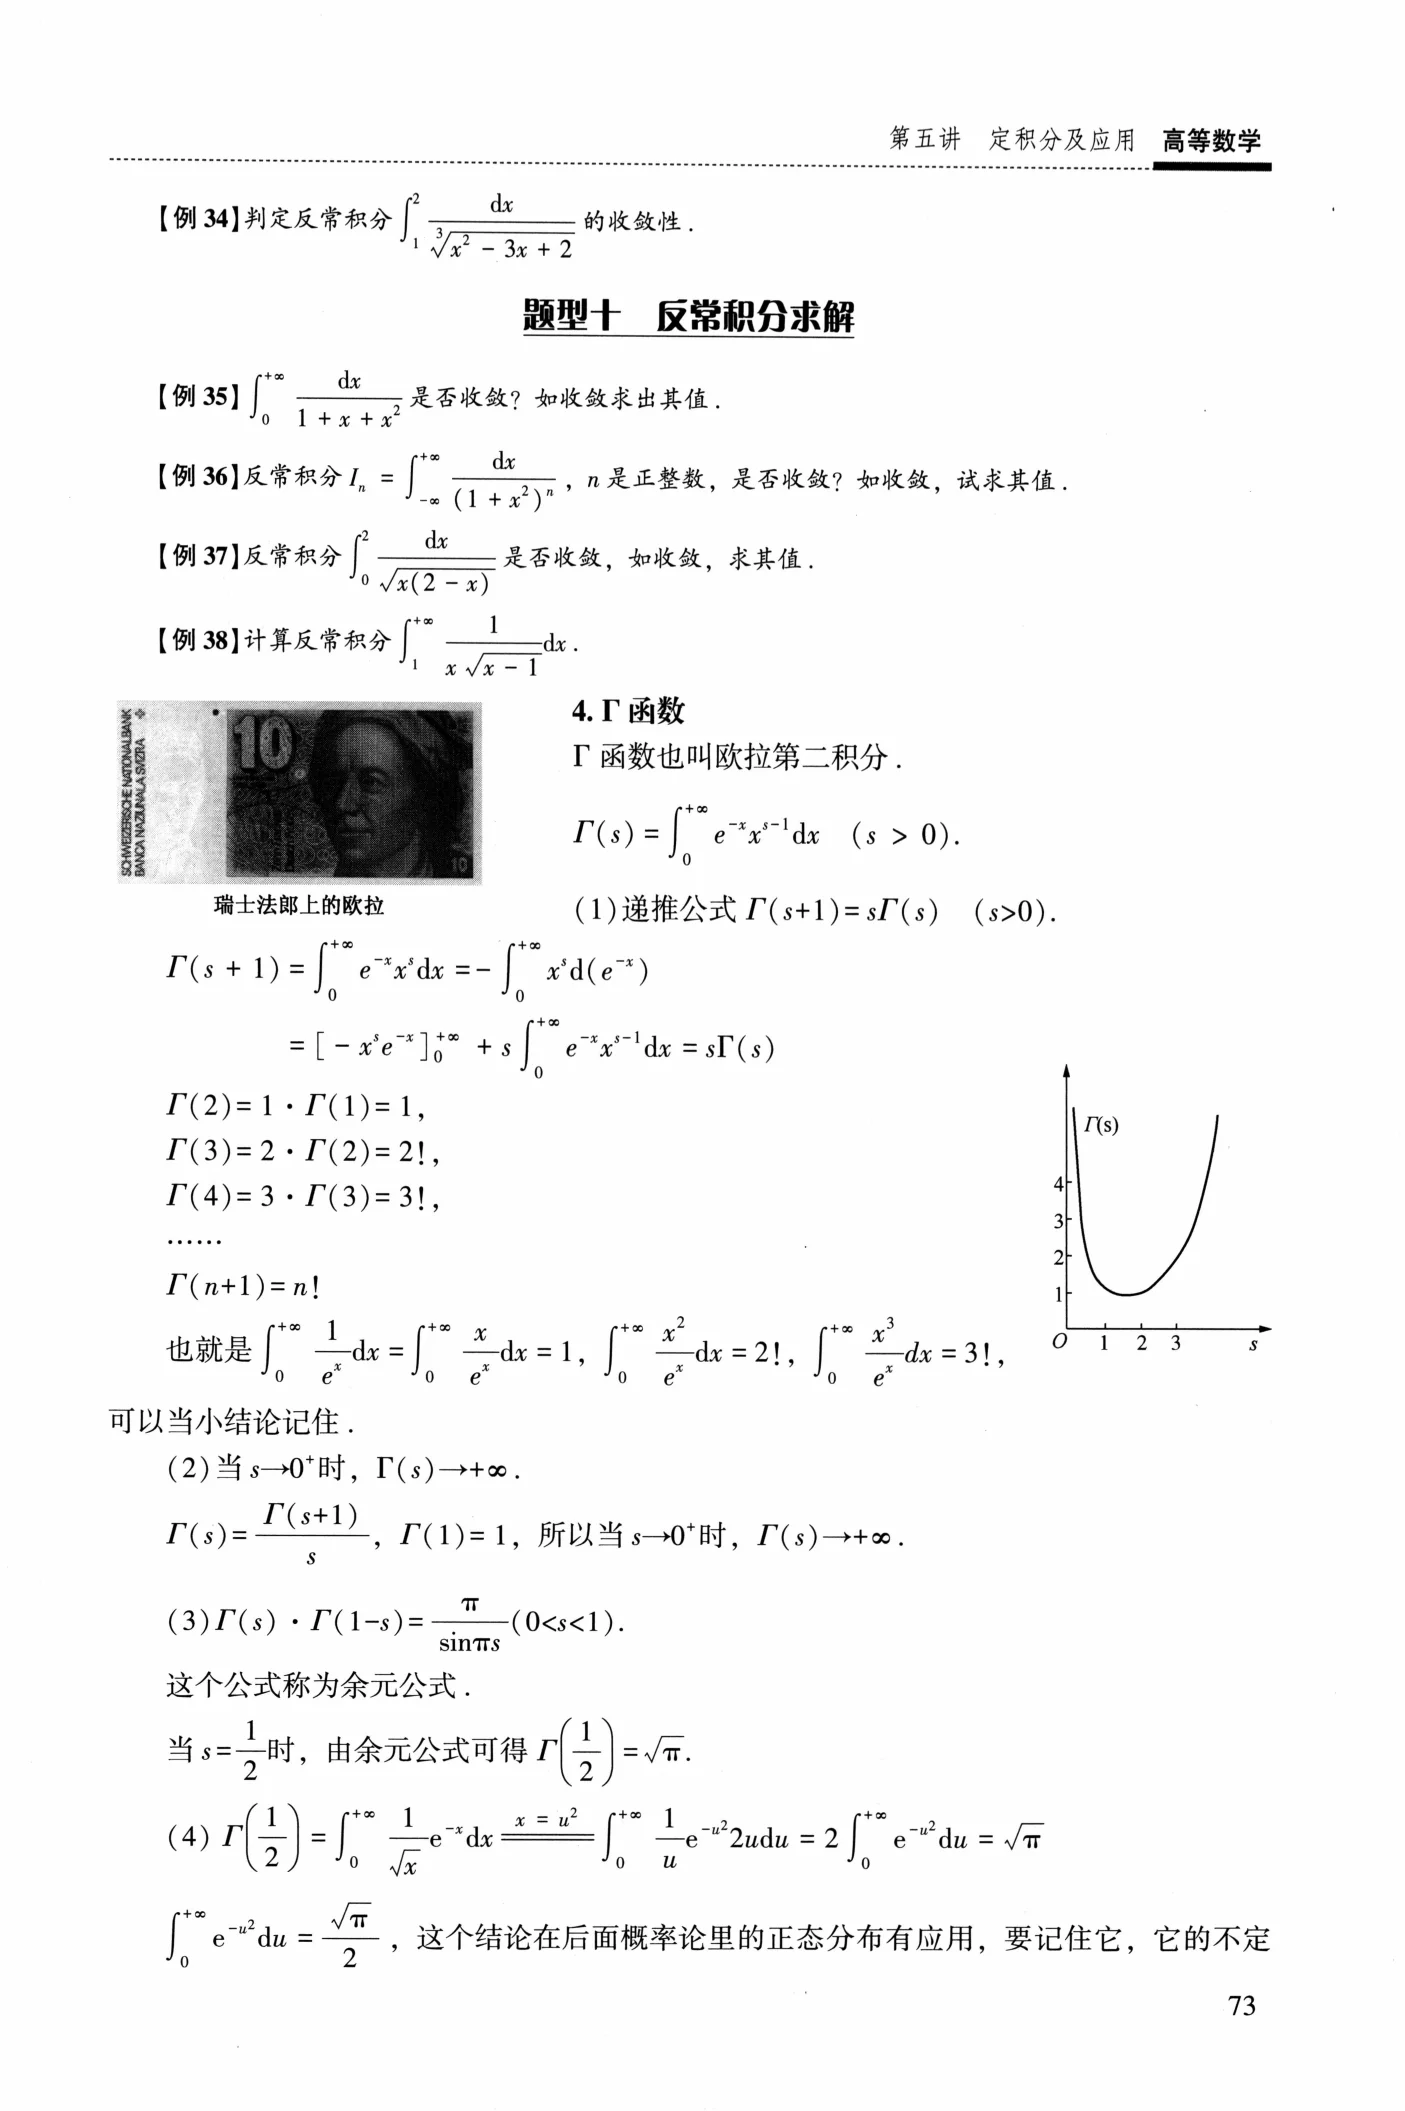 第五讲 定积分及应用 高等数学
【例 34】判定反常积分 $\int_1^2 \frac{dx}{\sqrt[3]{x^2-3x+2}}$ 的收敛性.
题型十 反常积分求解
【例 35】$\int_0^{+\infty} \frac{dx}{1+x+x^2}$ 是否收敛?如收敛求出其值.
【例 36】反常积分 $I_n = \int_{-\infty}^{+\infty} \frac{dx}{(1+x^2)^n}$,n 是正整数,是否收敛?如收敛,试求其值.
【例 37】反常积分 $\int_0^2 \frac{dx}{\sqrt{x(2-x)}}$ 是否收敛,如收敛,求其值.
【例 38】计算反常积分 $\int_1^{+\infty} \frac{1}{x\sqrt{x-1}}dx$.
SCHWEIZERISCHE NATIONALBANK
BANCA NAZIUNALA SVIZRA
10
10
瑞士法郎上的欧拉
4. Γ 函数
Γ 函数也叫欧拉第二积分.
$\Gamma(s) = \int_0^{+\infty} e^{-x}x^{s-1}dx \quad (s>0).$
(1)递推公式 $\Gamma(s+1)=s\Gamma(s) \quad (s>0)$.
$\Gamma(s+1) = \int_0^{+\infty} e^{-x}x^s dx = -\int_0^{+\infty} x^s d(e^{-x})$
$= [-x^s e^{-x}]_0^{+\infty} + s\int_0^{+\infty} e^{-x}x^{s-1}dx = s\Gamma(s)$
$\Gamma(2)=1\cdot\Gamma(1)=1,$
$\Gamma(3)=2\cdot\Gamma(2)=2!,$
$\Gamma(4)=3\cdot\Gamma(3)=3!,$
……
$\Gamma(n+1)=n!$
Γ(s)
4
3
2
1
O 1 2 3 s
也就是 $\int_0^{+\infty} \frac{1}{e^x}dx = \int_0^{+\infty} \frac{x}{e^x}dx = 1, \int_0^{+\infty} \frac{x^2}{e^x}dx = 2!, \int_0^{+\infty} \frac{x^3}{e^x}dx = 3!,$
可以当小结论记住.
(2)当 $s\to 0^+$时,$\Gamma(s)\to+\infty$.
$\Gamma(s)=\frac{\Gamma(s+1)}{s}$,$\Gamma(1)=1$,所以当 $s\to 0^+$时,$\Gamma(s)\to+\infty$.
(3)$\Gamma(s)\cdot\Gamma(1-s)=\frac{\pi}{\sin\pi s}(0<s<1)$.
这个公式称为余元公式.
当 $s=\frac{1}{2}$时,由余元公式可得 $\Gamma\left(\frac{1}{2}\right)=\sqrt{\pi}$.
(4) $\Gamma\left(\frac{1}{2}\right) = \int_0^{+\infty} \frac{1}{\sqrt{x}}e^{-x}dx \xlongequal{x=u^2} \int_0^{+\infty} \frac{1}{u}e^{-u^2}2udu = 2\int_0^{+\infty} e^{-u^2}du = \sqrt{\pi}$
$\int_0^{+\infty} e^{-u^2}du = \frac{\sqrt{\pi}}{2}$,这个结论在后面概率论里的正态分布有应用,要记住它,它的不定
73